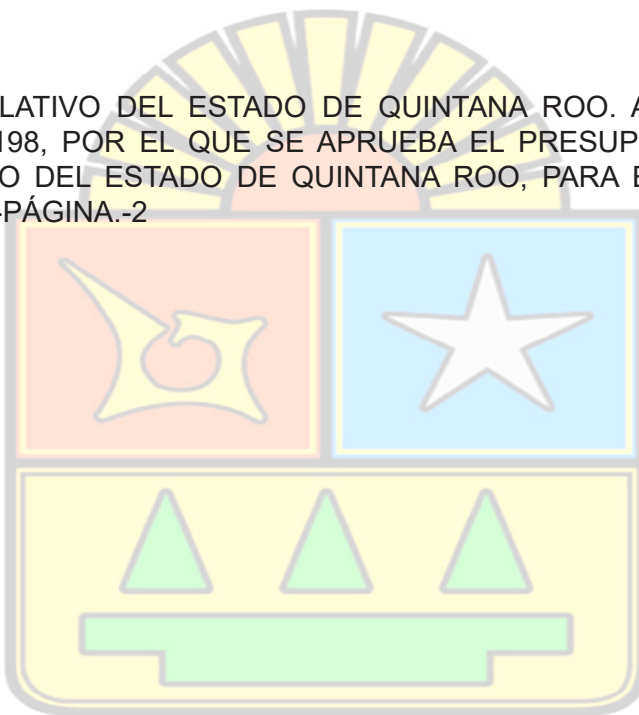 LATIVO DEL ESTADO DE QUINTANA ROO. A
198, POR EL QUE SE APRUEBA EL PRESUP
O DEL ESTADO DE QUINTANA ROO, PARA E
-PÁGINA.-2